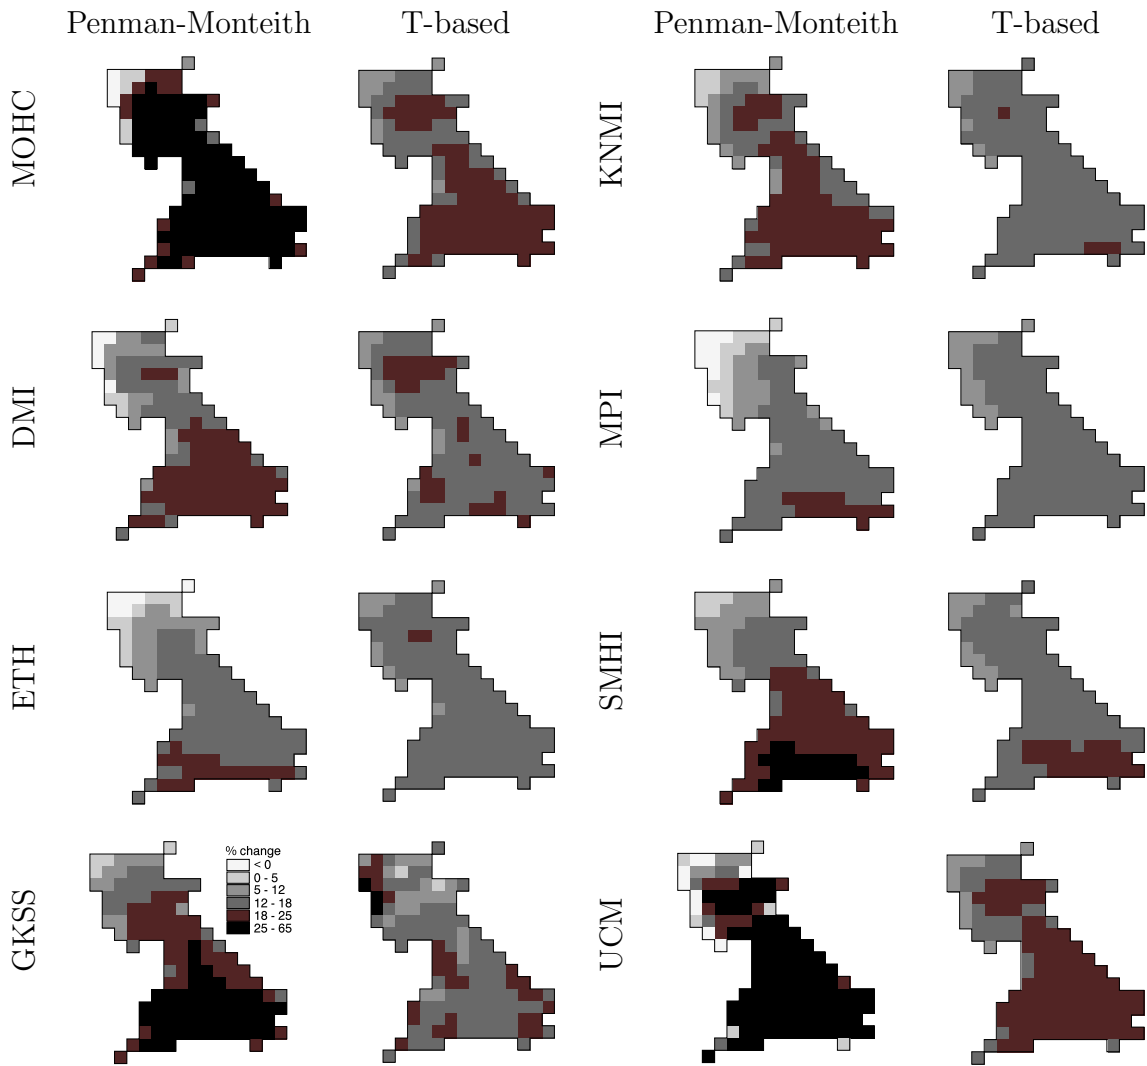 Penman-Monteith T-based Penman-Monteith T-based
MOHC
KNMI
DMI
MPI
ETH
SMHI
GKSS
% change
< 0
0 - 5
5 - 12
12 - 18
18 - 25
25 - 65
UCM